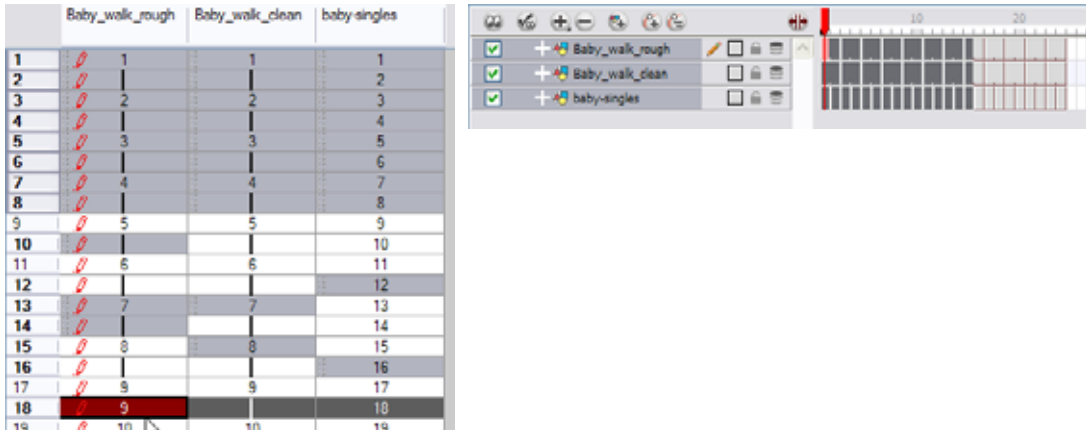 Baby_walk_rough Baby_walk_clean baby-singles
1 1 1 1
2 2
3 2 2 3
4 4
5 3 3 5
6 6
7 4 4 7
8 8
9 5 5 9
10 10
11 6 6 11
12 12
13 7 7 13
14 14
15 8 8 15
16 16
17 9 9 17
18 9 18
19 10 10 19
10 20
Baby_walk_rough
Baby_walk_clean
baby-singles